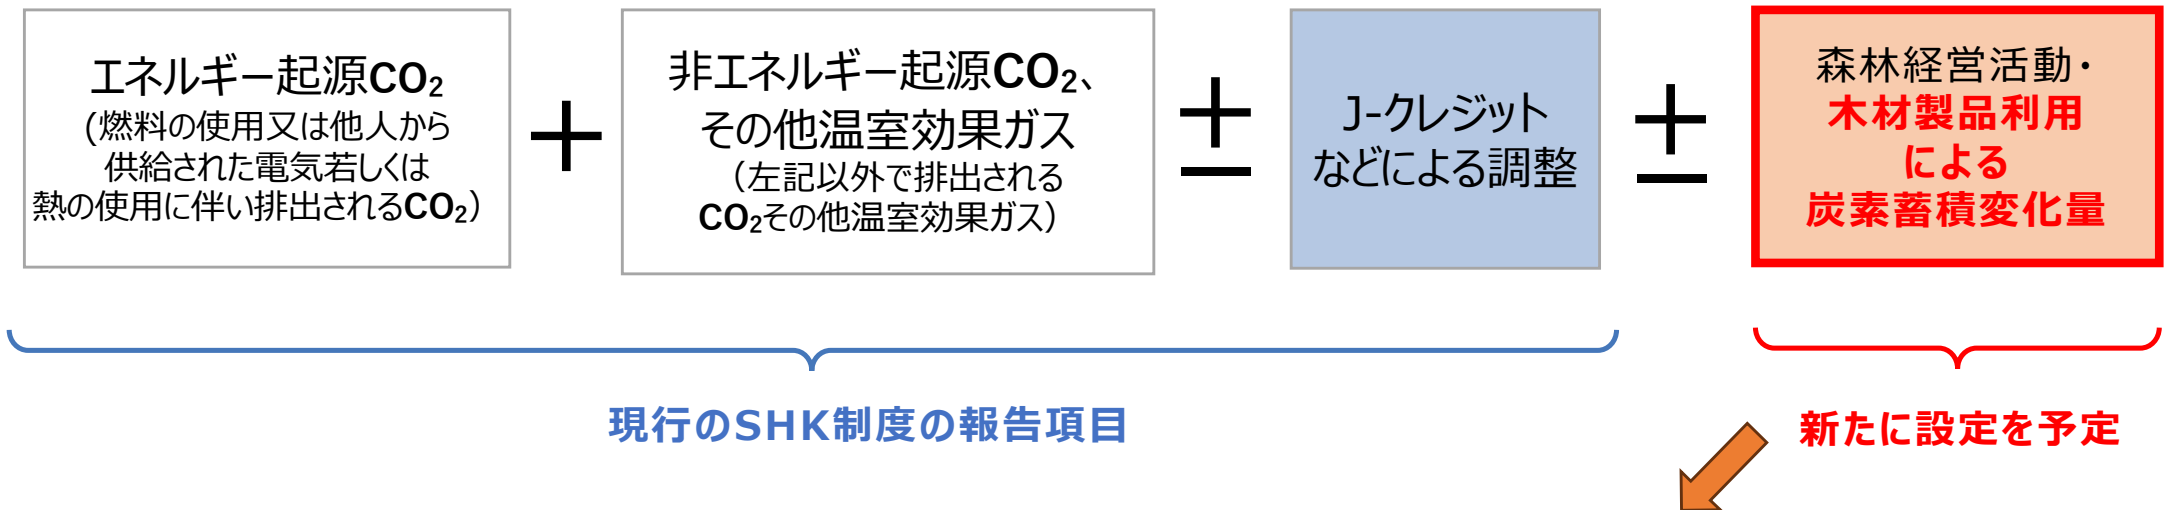 エネルギー起源CO₂
(燃料の使用又は他人から
供給された電気若しくは
熱の使用に伴い排出されるCO₂）
＋
非エネルギー起源CO₂、
その他温室効果ガス
（左記以外で排出される
CO₂その他温室効果ガス）
±
J-クレジット
などによる調整
±
森林経営活動・
木材製品利用
による
炭素蓄積変化量
現行のSHK制度の報告項目
新たに設定を予定